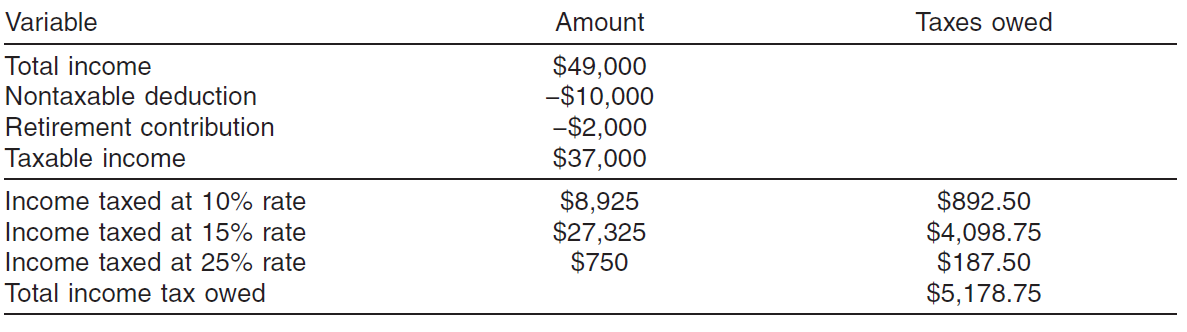 Variable Amount Taxes owed
Total income $49,000
Nontaxable deduction –$10,000
Retirement contribution –$2,000
Taxable income $37,000
Income taxed at 10% rate $8,925 $892.50
Income taxed at 15% rate $27,325 $4,098.75
Income taxed at 25% rate $750 $187.50
Total income tax owed $5,178.75